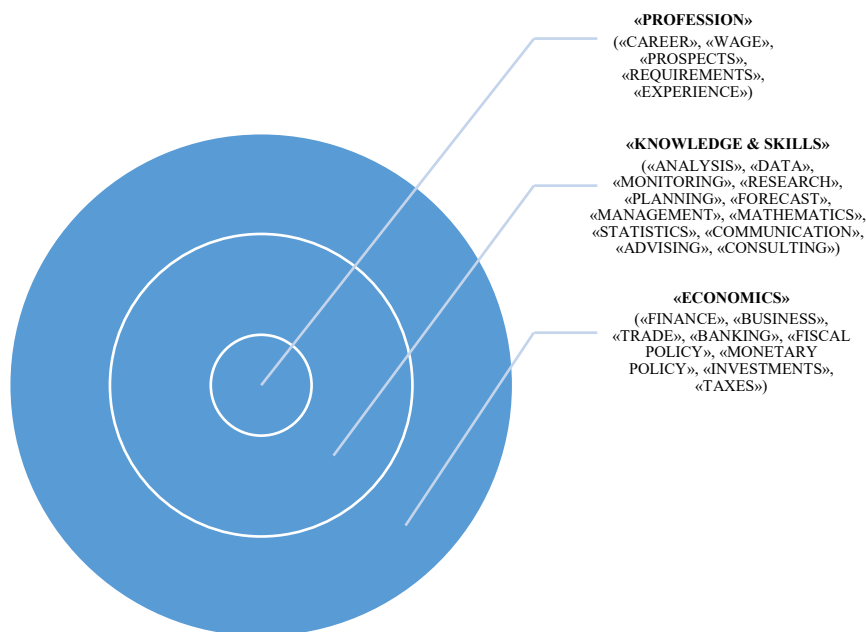 «PROFESSION»
(«CAREER», «WAGE»,
«PROSPECTS»,
«REQUIREMENTS»,
«EXPERIENCE»)
«KNOWLEDGE & SKILLS»
(«ANALYSIS», «DATA»,
«MONITORING», «RESEARCH»,
«PLANNING», «FORECAST»,
«MANAGEMENT», «MATHEMATICS»,
«STATISTICS», «COMMUNICATION»,
«ADVISING», «CONSULTING»)
«ECONOMICS»
(«FINANCE», «BUSINESS»,
«TRADE», «BANKING», «FISCAL
POLICY», «MONETARY
POLICY», «INVESTMENTS»,
«TAXES»)